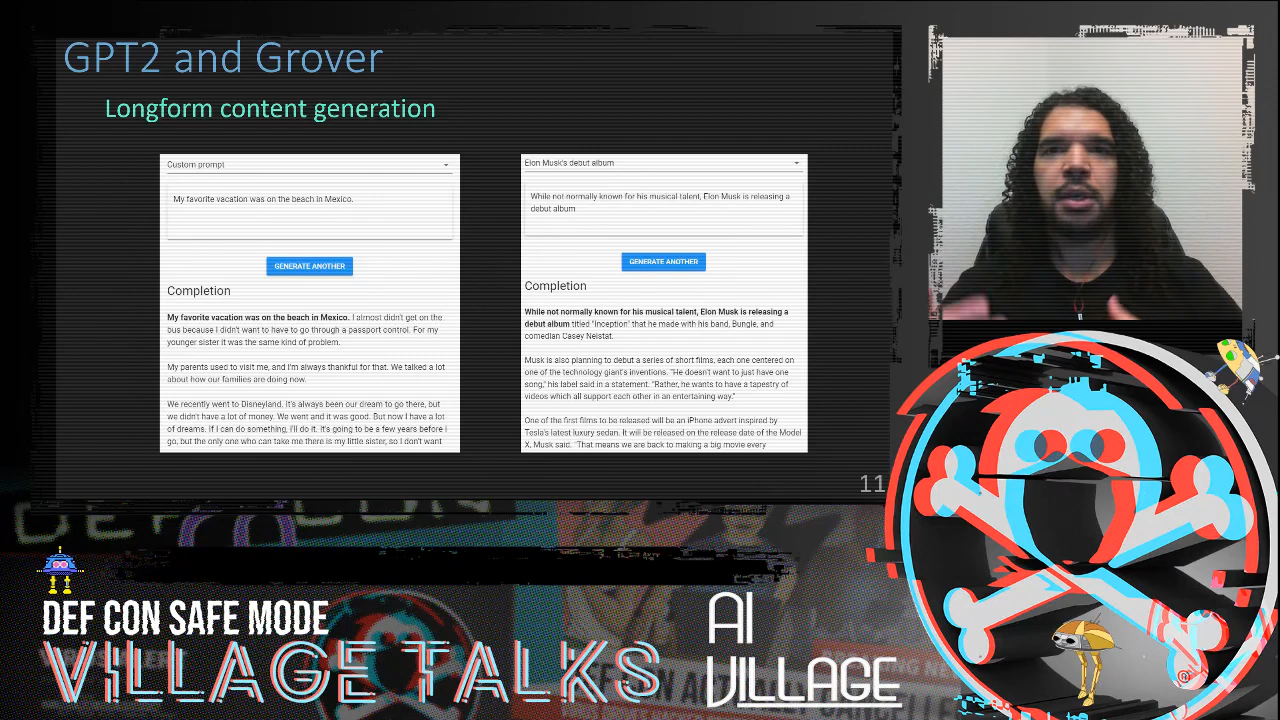 GPT2 and Grover
Longform content generation
Custom prompt
My favorite vacation was on the beach in Mexico.
GENERATE ANOTHER
Completion
My favorite vacation was on the beach in Mexico. I almost didn't get on the
bus because I didn't want to have to go through a passport control. For my
younger sister it was the same kind of problem.
My parents used to visit me, and I'm always thankful for that. We talked a lot
about how our families are doing now.
We recently went to Disneyland. It's always been our dream to go there, but
we didn't have a lot of money. We went and it was good. But now I have a lot
of dreams. If I can do something, I'll do it. It's going to be a few years before I
go, but the only one who can take me there is my little sister, so I don't want
Elon Musk's debut album
While not normally known for his musical talent, Elon Musk is releasing a
debut album
GENERATE ANOTHER
Completion
While not normally known for his musical talent, Elon Musk is releasing a
debut album titled "Inception" that he made with his band, Bungle, and
comedian Casey Neistat.
Musk is also planning to debut a series of short films, each one centered on
one of the technology giant's inventions. "He doesn't want to just have one
song," his label said in a statement. "Rather, he wants to have a tapestry of
videos which all support each other in an entertaining way."
One of the first films to be released will be an iPhone advert inspired by
Tesla's latest luxury sedan. It will be released on the release date of the Model
X, Musk said. "That means we are back to making a big movie every
11
DEF CON
DEF CON SAFE MODE
VILLAGE TALKS
AI
VILLAGE